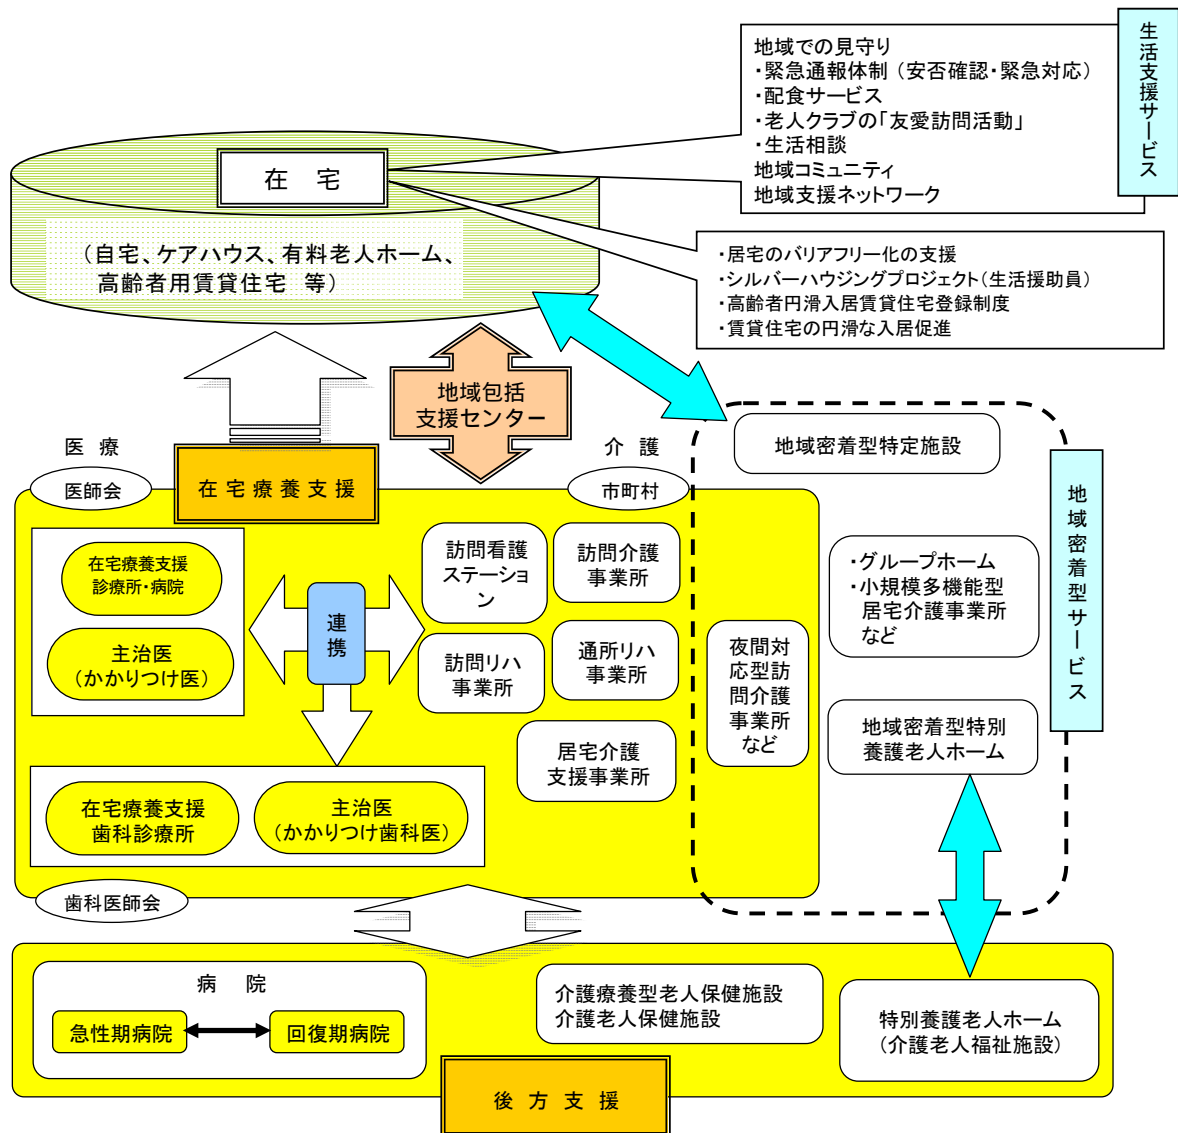 生活支援サービス
地域での見守り
・緊急通報体制（安否確認・緊急対応）
・配食サービス
・老人クラブの「友愛訪問活動」
・生活相談
地域コミュニティ
地域支援ネットワーク
在　宅
（自宅、ケアハウス、有料老人ホーム、
高齢者用賃貸住宅　等）
・居宅のバリアフリー化の支援
・シルバーハウジングプロジェクト（生活援助員）
・高齢者円滑入居賃貸住宅登録制度
・賃貸住宅の円滑な入居促進
地域包括
支援センター
医 療
介 護
医師会
在宅療養支援
市町村
地域密着型特定施設
地域密着型サービス
在宅療養支援
診療所・病院
主治医
（かかりつけ医）
連携
訪問看護
ステーショ
ン
訪問介護
事業所
訪問リハ
事業所
通所リハ
事業所
居宅介護
支援事業所
夜間対
応型訪
問介護
事業所
など
・グループホーム
・小規模多機能型
居宅介護事業所
など
地域密着型特別
養護老人ホーム
在宅療養支援
歯科診療所
主治医
（かかりつけ歯科医）
歯科医師会
病　院
急性期病院
回復期病院
介護療養型老人保健施設
介護老人保健施設
特別養護老人ホーム
（介護老人福祉施設）
後方支援